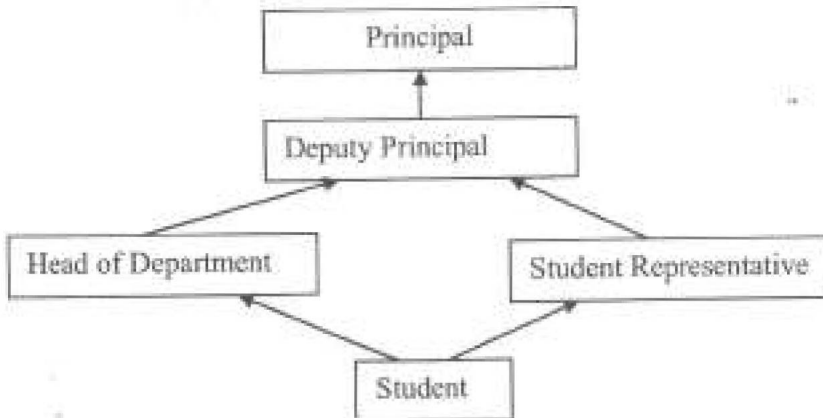 Principal
Deputy Principal
Head of Department
Student Representative
Student